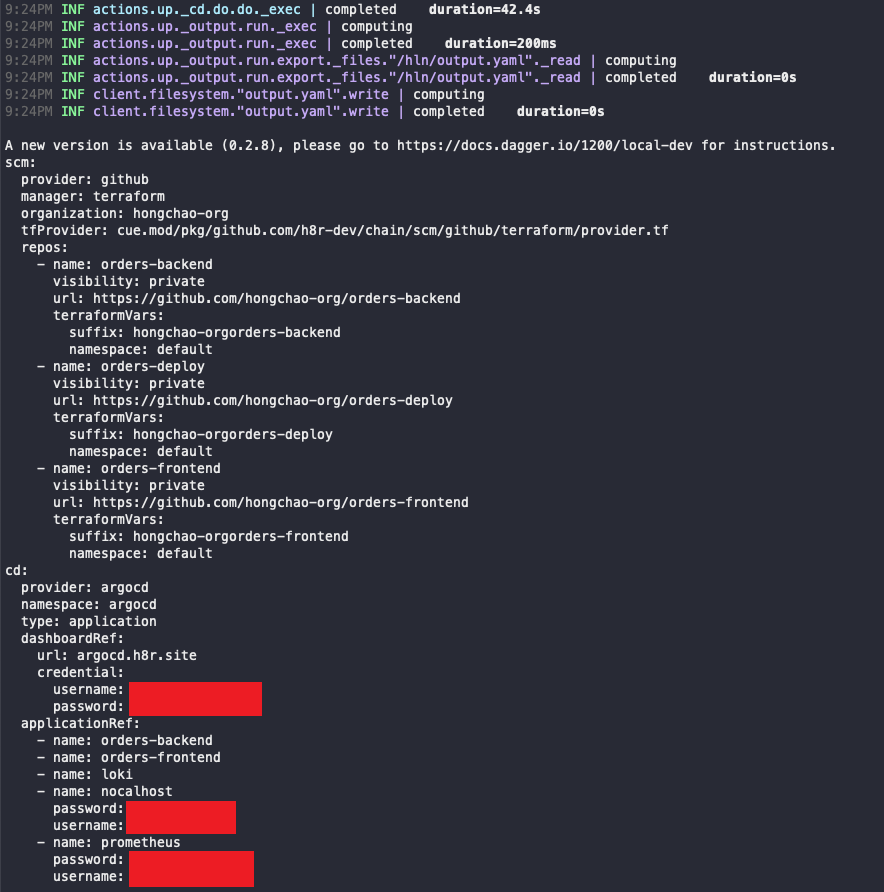 9:24PM INF actions.up._cd.do.do._exec | completed    duration=42.4s
9:24PM INF actions.up._output.run._exec | computing
9:24PM INF actions.up._output.run._exec | completed    duration=200ms
9:24PM INF actions.up._output.run.export._files."/hln/output.yaml"._read | computing
9:24PM INF actions.up._output.run.export._files."/hln/output.yaml"._read | completed    duration=0s
9:24PM INF client.filesystem."output.yaml".write | computing
9:24PM INF client.filesystem."output.yaml".write | completed    duration=0s
A new version is available (0.2.8), please go to https://docs.dagger.io/1200/local-dev for instructions.
scm:
  provider: github
  manager: terraform
  organization: hongchao-org
  tfProvider: cue.mod/pkg/github.com/h8r-dev/chain/scm/github/terraform/provider.tf
  repos:
    - name: orders-backend
      visibility: private
      url: https://github.com/hongchao-org/orders-backend
      terraformVars:
        suffix: hongchao-orgorders-backend
        namespace: default
    - name: orders-deploy
      visibility: private
      url: https://github.com/hongchao-org/orders-deploy
      terraformVars:
        suffix: hongchao-orgorders-deploy
        namespace: default
    - name: orders-frontend
      visibility: private
      url: https://github.com/hongchao-org/orders-frontend
      terraformVars:
        suffix: hongchao-orgorders-frontend
        namespace: default
cd:
  provider: argocd
  namespace: argocd
  type: application
  dashboardRef:
    url: argocd.h8r.site
    credential:
      username:
      password:
  applicationRef:
    - name: orders-backend
    - name: orders-frontend
    - name: loki
    - name: nocalhost
      password:
      username:
    - name: prometheus
      password:
      username: